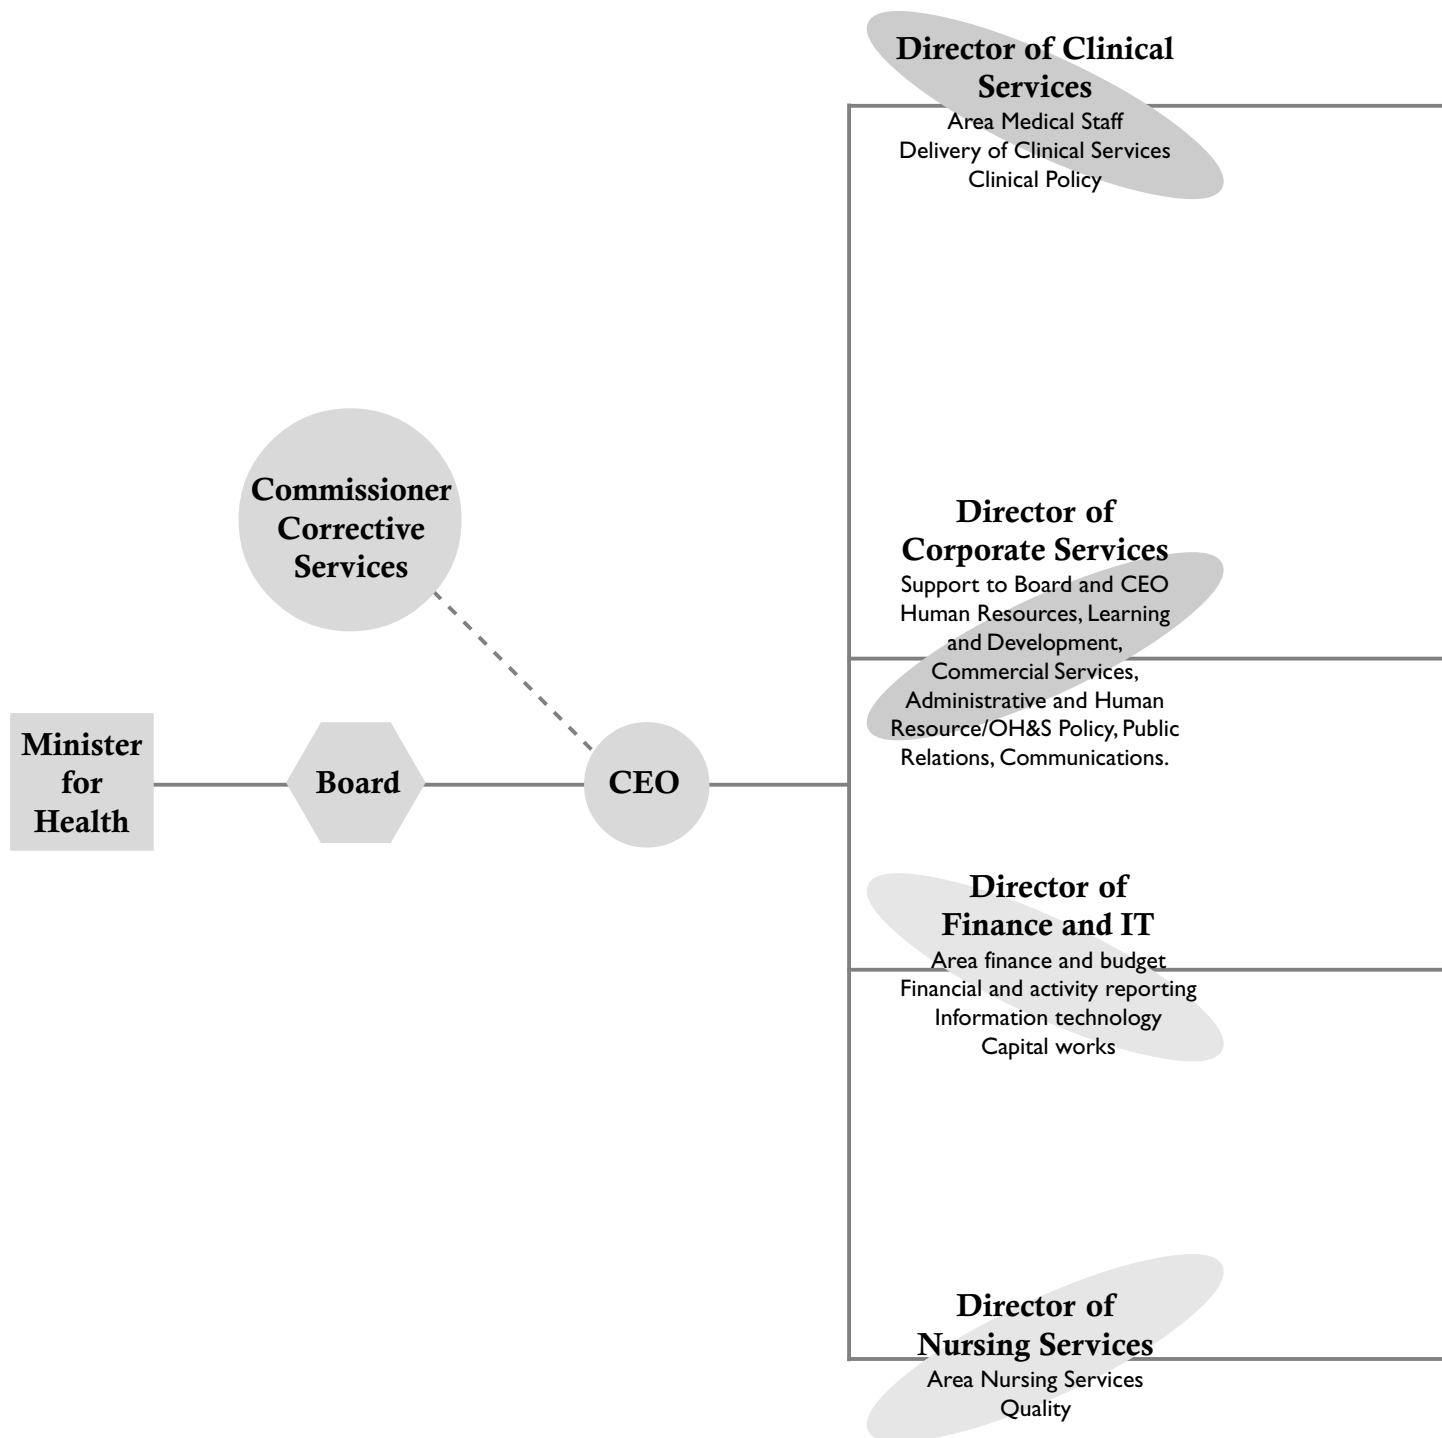 Minister
for
Health
Board
Commissioner
Corrective
Services
CEO
Director of Clinical
Services
Area Medical Staff
Delivery of Clinical Services
Clinical Policy
Director of
Corporate Services
Support to Board and CEO
Human Resources, Learning
and Development,
Commercial Services,
Administrative and Human
Resource/OH&S Policy, Public
Relations, Communications.
Director of
Finance and IT
Area finance and budget
Financial and activity reporting
Information technology
Capital works
Director of
Nursing Services
Area Nursing Services
Quality